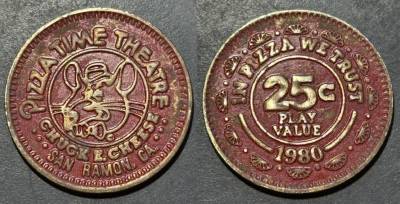 PIZZA TIME THEATRE
CHUCK E. CHEESE
SAN RAMON, CA.
IN PIZZA WE TRUST
25¢
PLAY
VALUE
1980